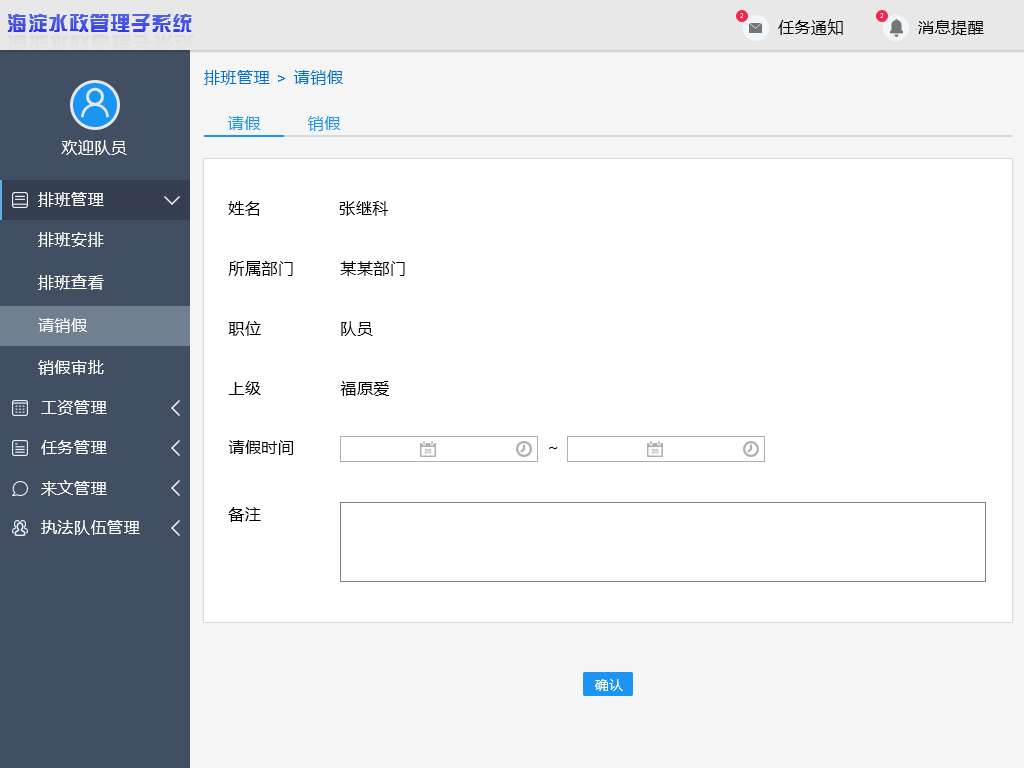 海淀水政管理子系统
2 任务通知 2 消息提醒
欢迎队员
排班管理
排班安排
排班查看
请销假
销假审批
工资管理
任务管理
来文管理
执法队伍管理
排班管理 > 请销假
请假 销假
姓名 张继科
所属部门 某某部门
职位 队员
上级 福原爱
请假时间 25 ~ 25
备注
确认